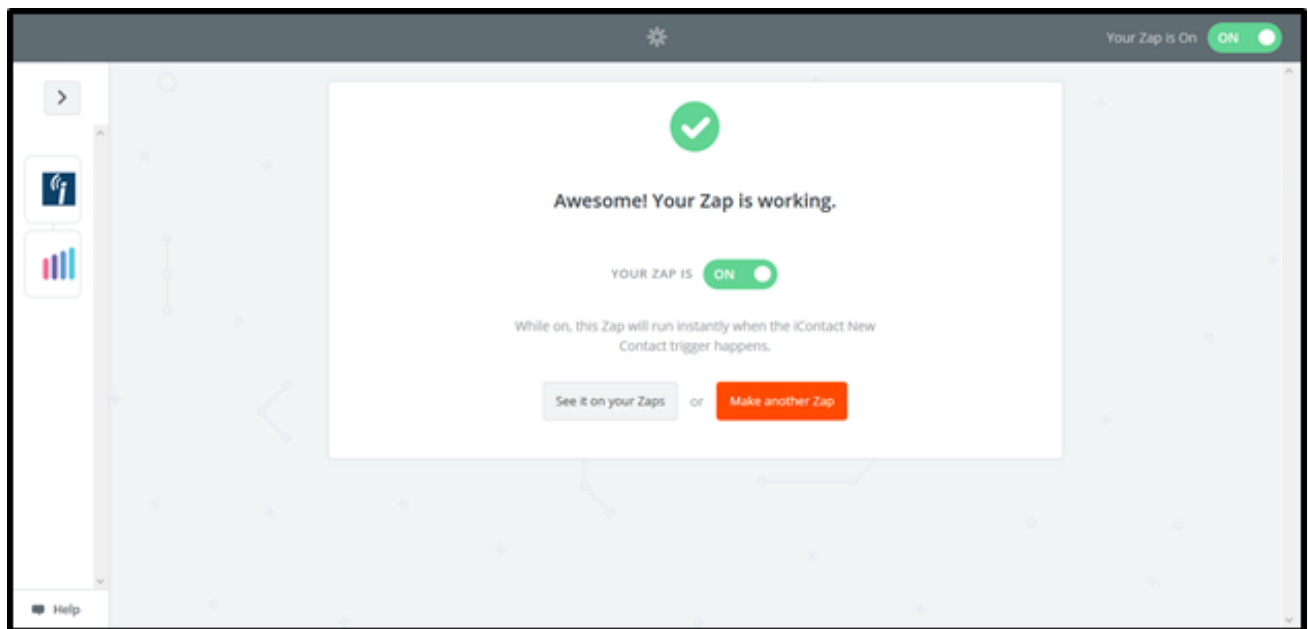 Your Zap is On ON
Awesome! Your Zap is working.
YOUR ZAP IS ON
While on, this Zap will run instantly when the iContact New
Contact trigger happens.
See it on your Zaps or Make another Zap
Help